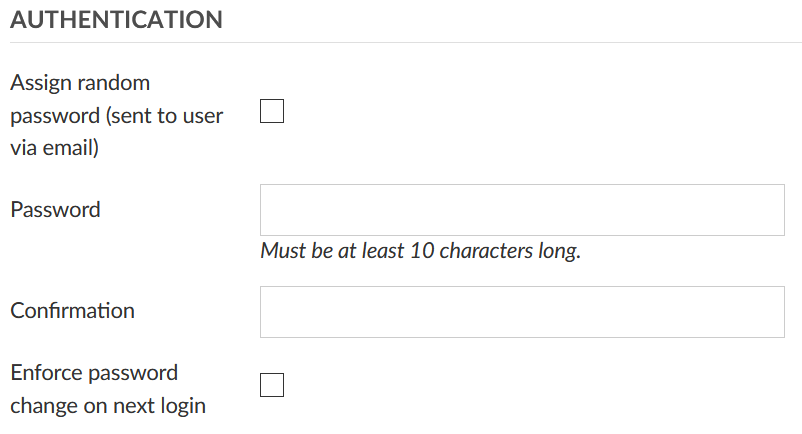 AUTHENTICATION
Assign random
password (sent to user
via email)
Password
Must be at least 10 characters long.
Confirmation
Enforce password
change on next login